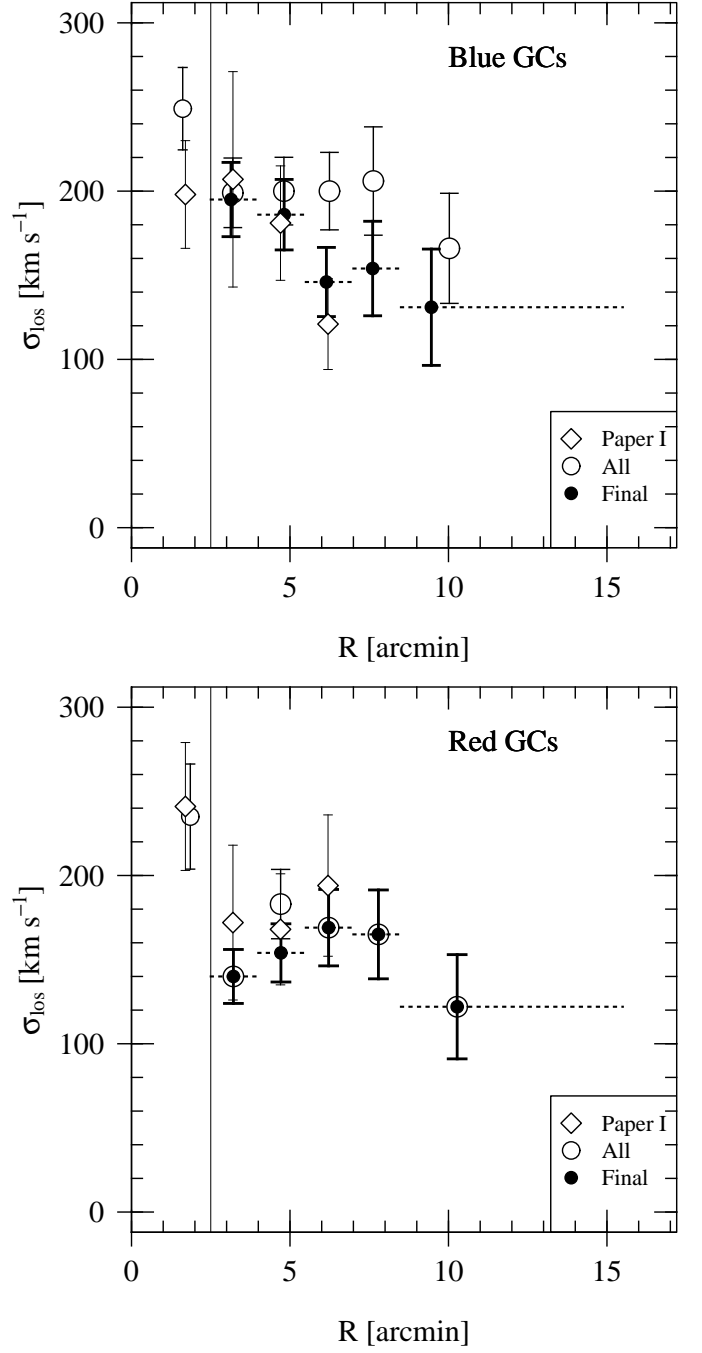 300
Blue GCs
200
σlos [km s−1]
100
Paper I
All
Final
0
0 5 10 15
R [arcmin]
300
Red GCs
200
σlos [km s−1]
100
Paper I
All
Final
0
0 5 10 15
R [arcmin]